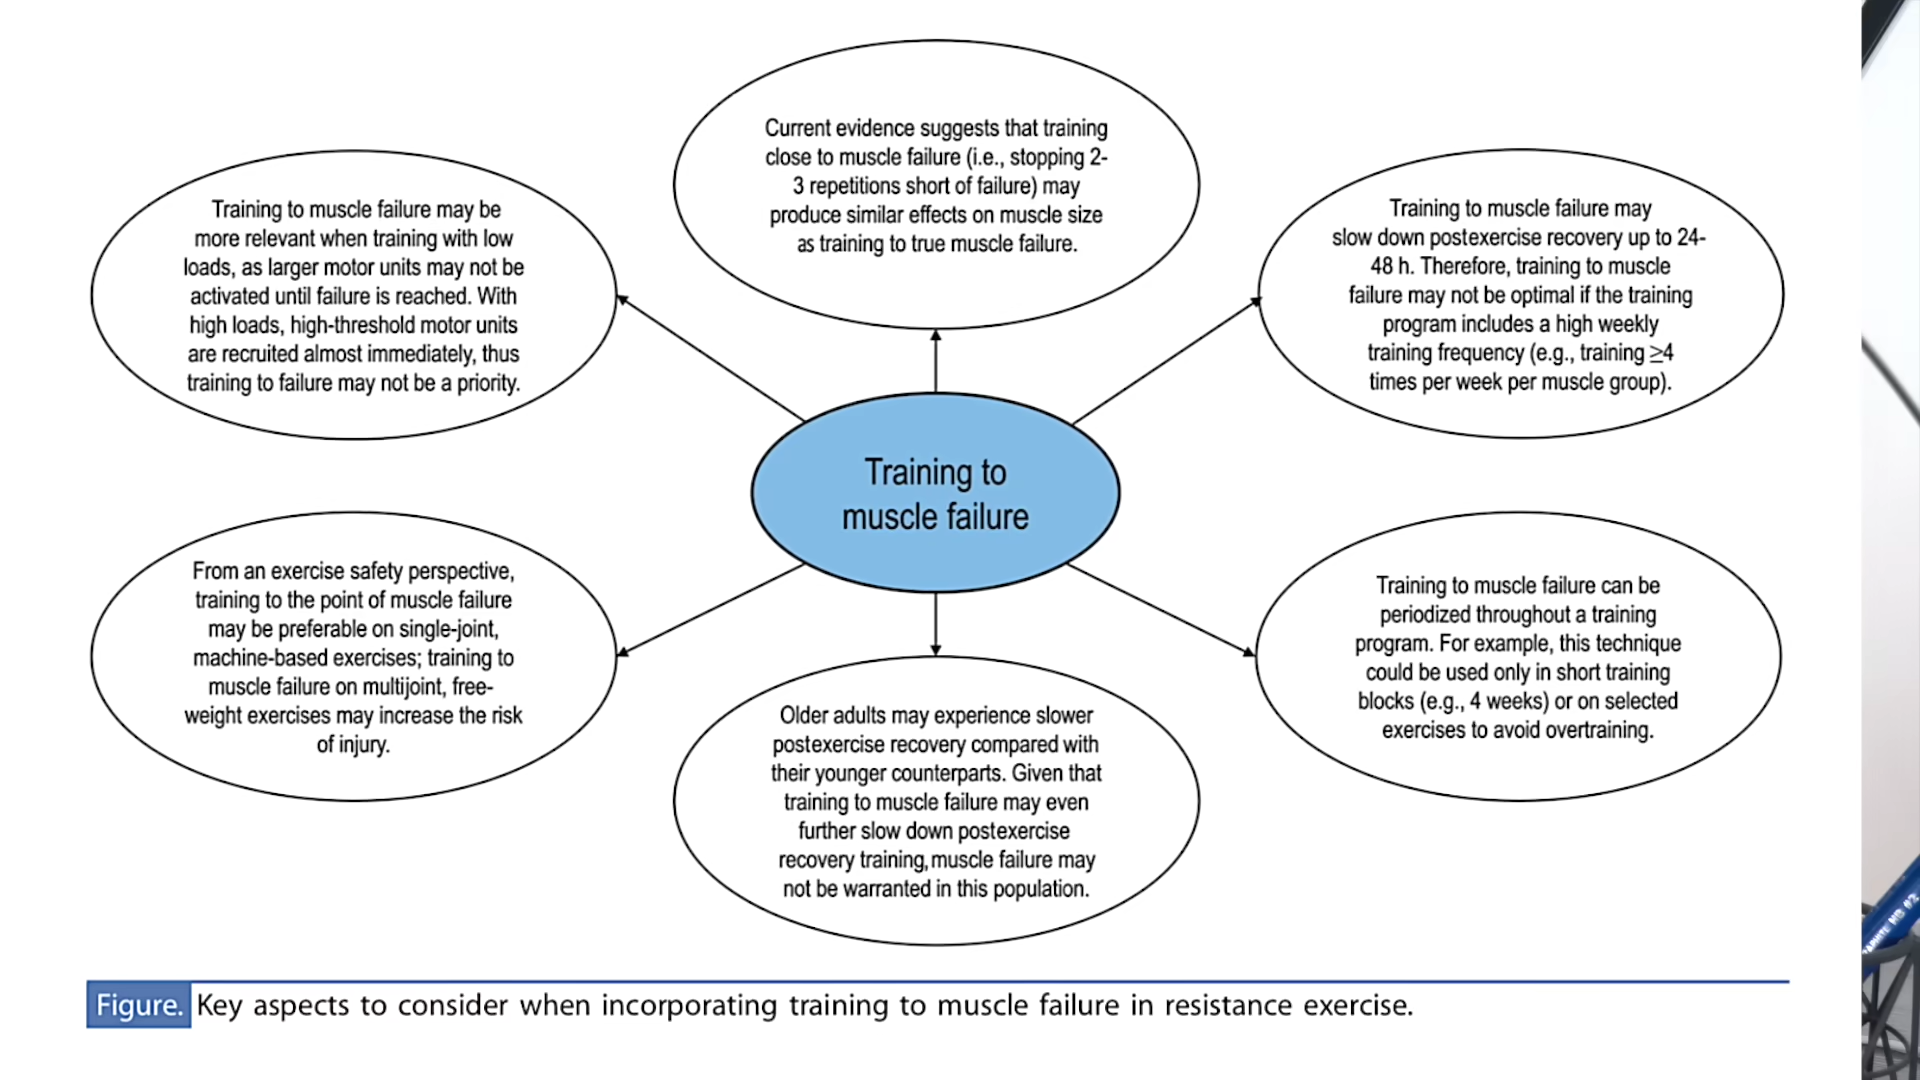 Current evidence suggests that training
close to muscle failure (i.e., stopping 2-
3 repetitions short of failure) may
produce similar effects on muscle size
as training to true muscle failure.
Training to muscle failure may be
more relevant when training with low
loads, as larger motor units may not be
activated until failure is reached. With
high loads, high-threshold motor units
are recruited almost immediately, thus
training to failure may not be a priority.
Training to muscle failure may
slow down postexercise recovery up to 24-
48 h. Therefore, training to muscle
failure may not be optimal if the training
program includes a high weekly
training frequency (e.g., training ≥4
times per week per muscle group).
Training to
muscle failure
From an exercise safety perspective,
training to the point of muscle failure
may be preferable on single-joint,
machine-based exercises; training to
muscle failure on multijoint, free-
weight exercises may increase the risk
of injury.
Training to muscle failure can be
periodized throughout a training
program. For example, this technique
could be used only in short training
blocks (e.g., 4 weeks) or on selected
exercises to avoid overtraining.
Older adults may experience slower
postexercise recovery compared with
their younger counterparts. Given that
training to muscle failure may even
further slow down postexercise
recovery training, muscle failure may
not be warranted in this population.
Figure. Key aspects to consider when incorporating training to muscle failure in resistance exercise.
HB #2